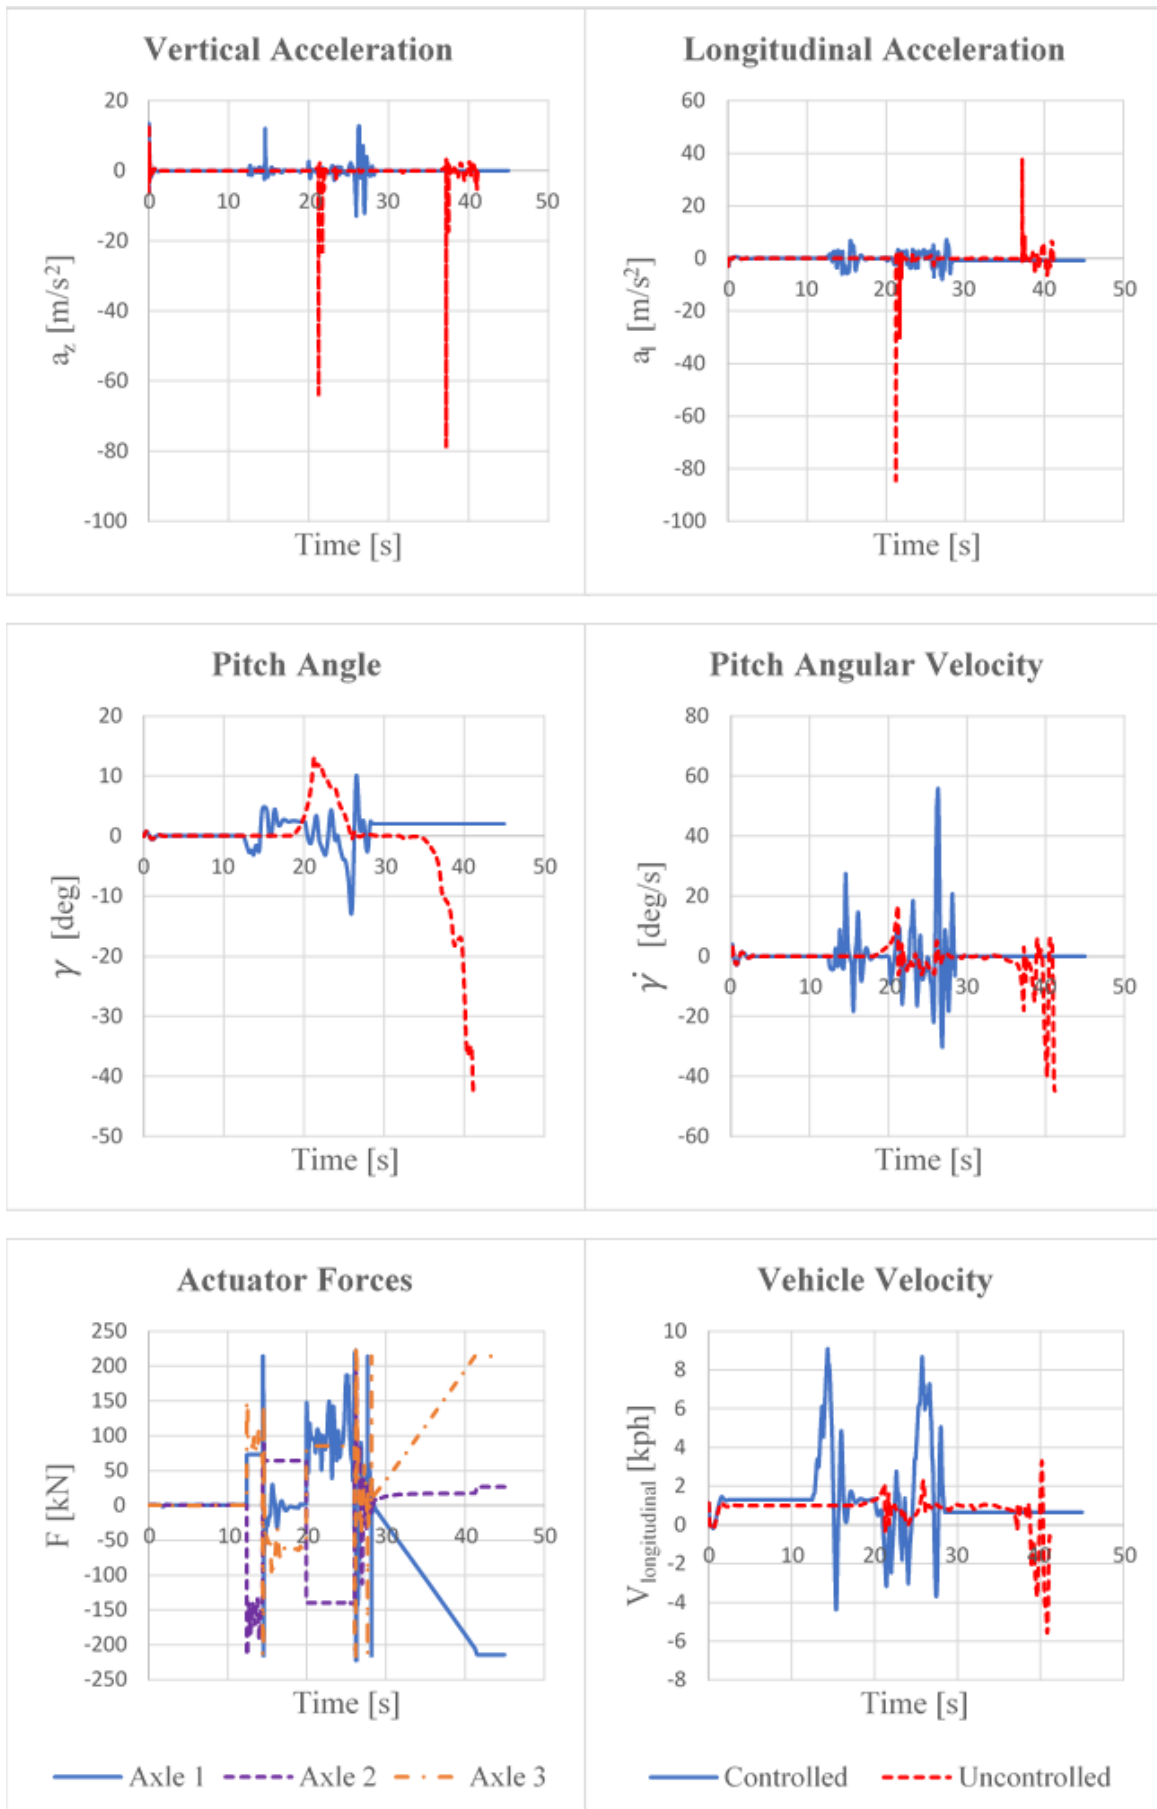 Vertical Acceleration
20
0
-20
-40
-60
-80
-100
0 10 20 30 40 50
a_z [m/s²]
Time [s]
Longitudinal Acceleration
60
40
20
0
-20
-40
-60
-80
-100
0 10 20 30 40 50
a_l [m/s²]
Time [s]
Pitch Angle
20
10
0
-10
-20
-30
-40
-50
0 10 20 30 40 50
γ [deg]
Time [s]
Pitch Angular Velocity
80
60
40
20
0
-20
-40
-60
0 10 20 30 40 50
γ̇ [deg/s]
Time [s]
Actuator Forces
250
200
150
100
50
0
-50
-100
-150
-200
-250
0 10 20 30 40 50
F [kN]
Time [s]
Axle 1 Axle 2 Axle 3
Vehicle Velocity
10
8
6
4
2
0
-2
-4
-6
-8
0 10 20 30 40 50
V_longitudinal [kph]
Time [s]
Controlled Uncontrolled